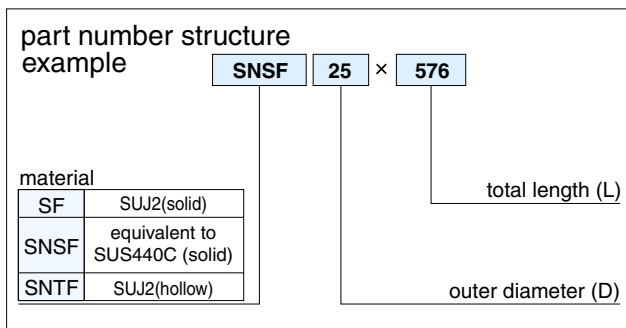 part number structure
example
SNSF 25 × 576
material
SF SUJ2(solid)
SNSF equivalent to
SUS440C (solid)
SNTF SUJ2(hollow)
total length (L)
outer diameter (D)